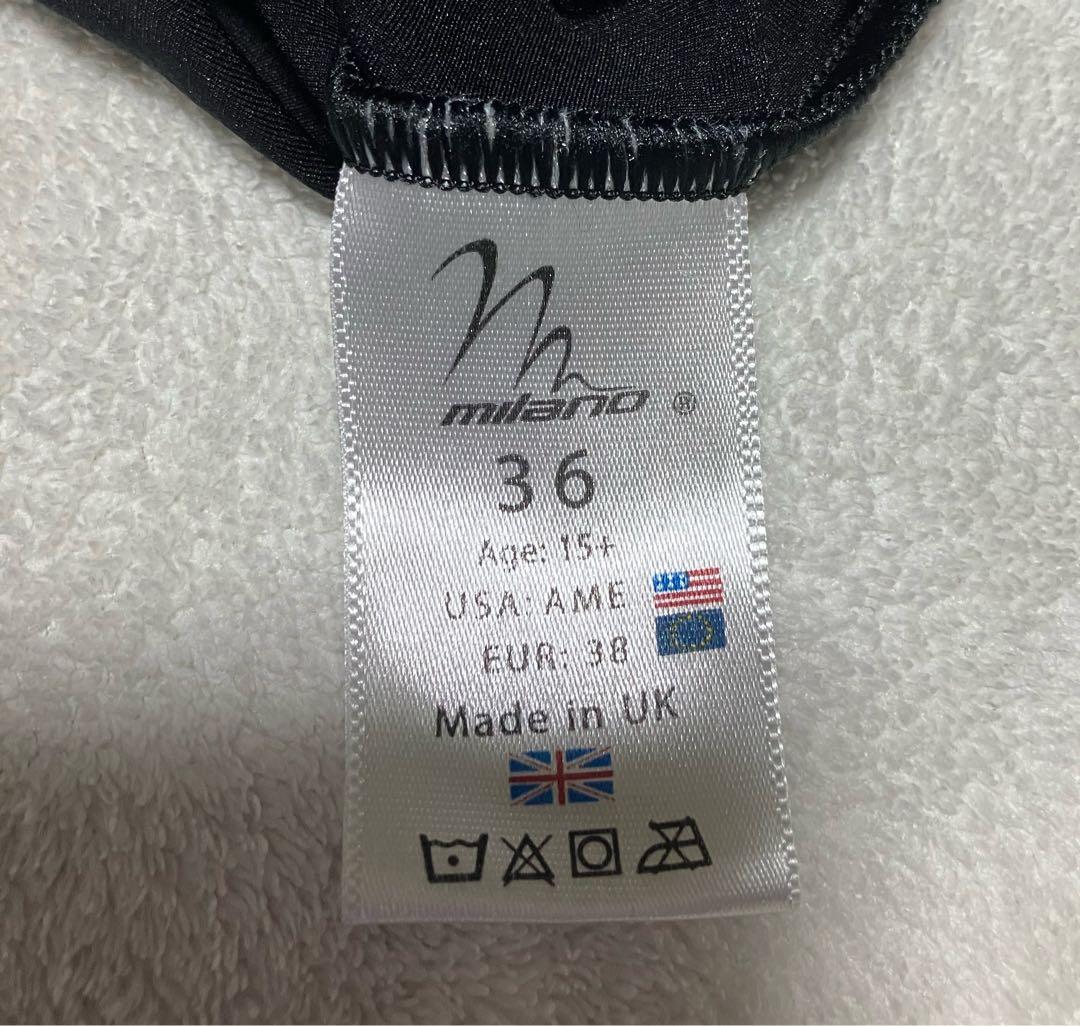 milano ®
36
Age: 15+
USA: AME
EUR: 38
Made in UK